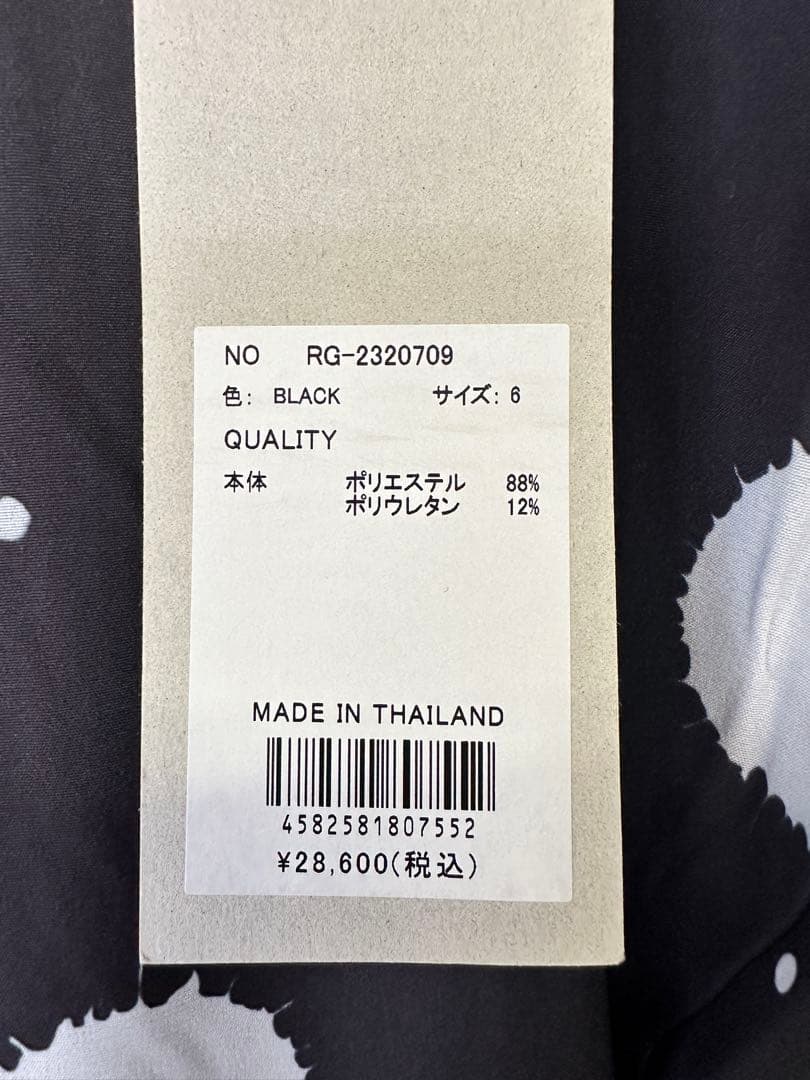 NO RG-2320709
色： BLACK サイズ：6
QUALITY
本体 ポリエステル 88%
ポリウレタン 12%
MADE IN THAILAND
4582581807552
¥28,600(税込)